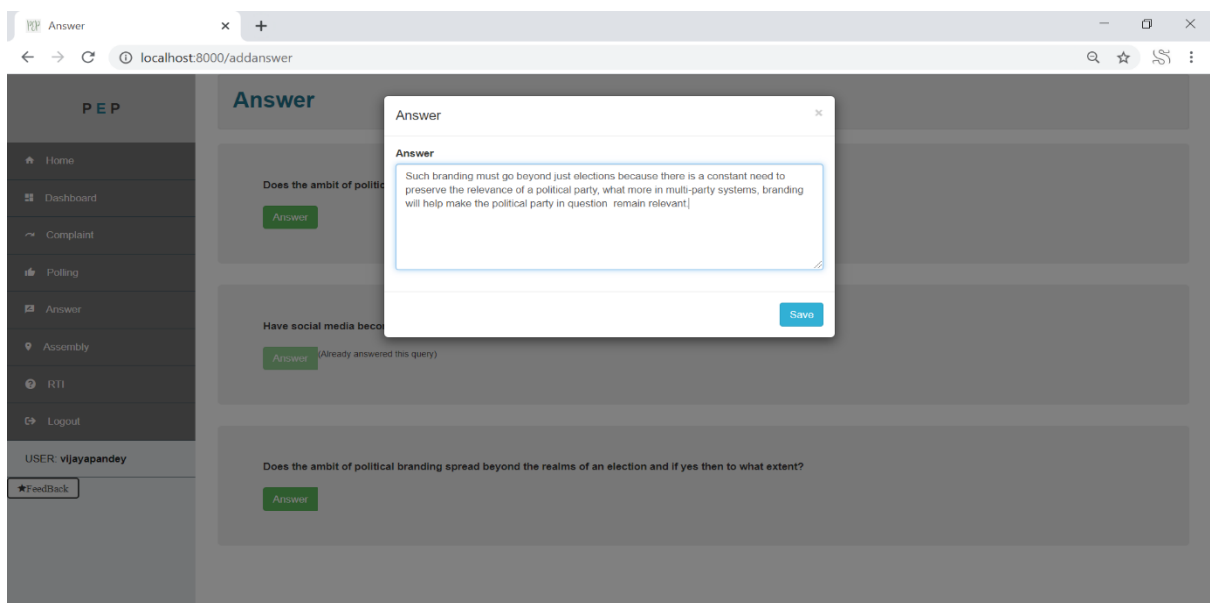 Answer
localhost:8000/addanswer
PEP
Answer
Answer
Answer
Such branding must go beyond just elections because there is a constant need to
preserve the relevance of a political party, what more in multi-party systems, branding
will help make the political party in question  remain relevant.
Save
Home
Dashboard
Complaint
Polling
Answer
Assembly
RTI
Logout
USER: vijayapandey
★FeedBack
Does the ambit of politic
Answer
Have social media beco
Answer (Already answered this query)
Does the ambit of political branding spread beyond the realms of an election and if yes then to what extent?
Answer